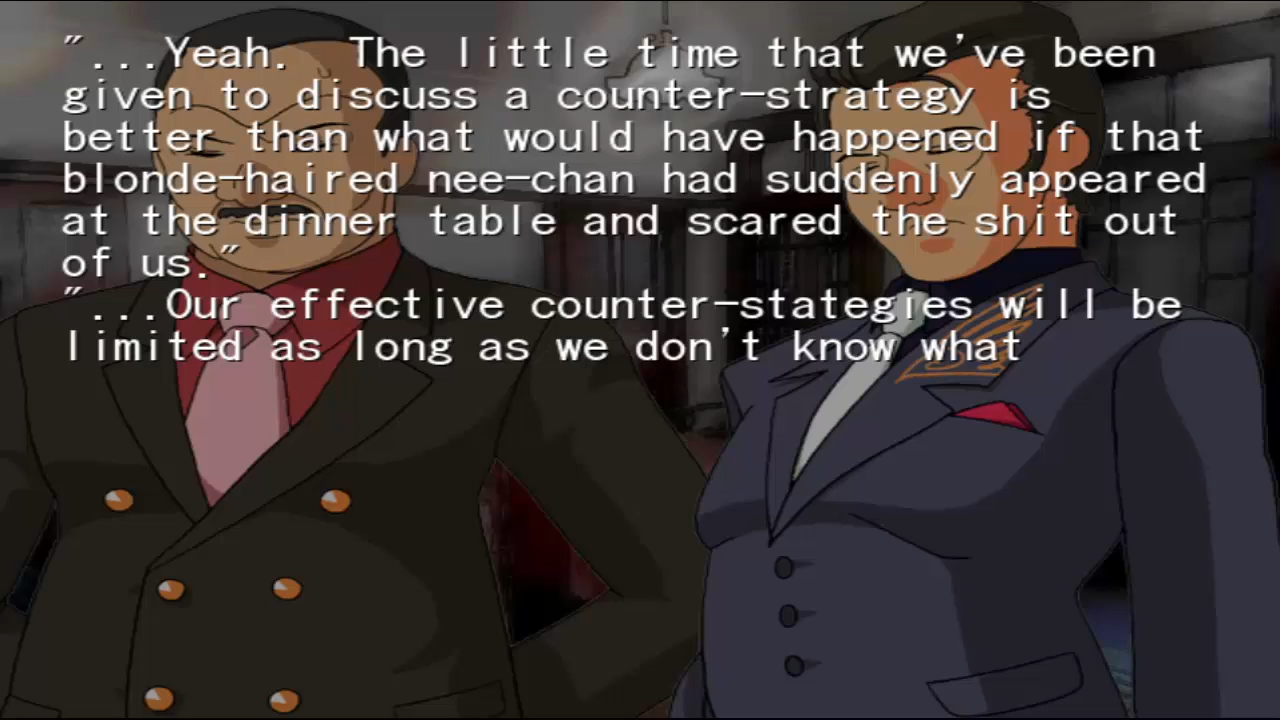 "...Yeah.  The little time that we've been
given to discuss a counter-strategy is
better than what would have happened if that
blonde-haired nee-chan had suddenly appeared
at the dinner table and scared the shit out
of us."
"...Our effective counter-stategies will be
limited as long as we don't know what